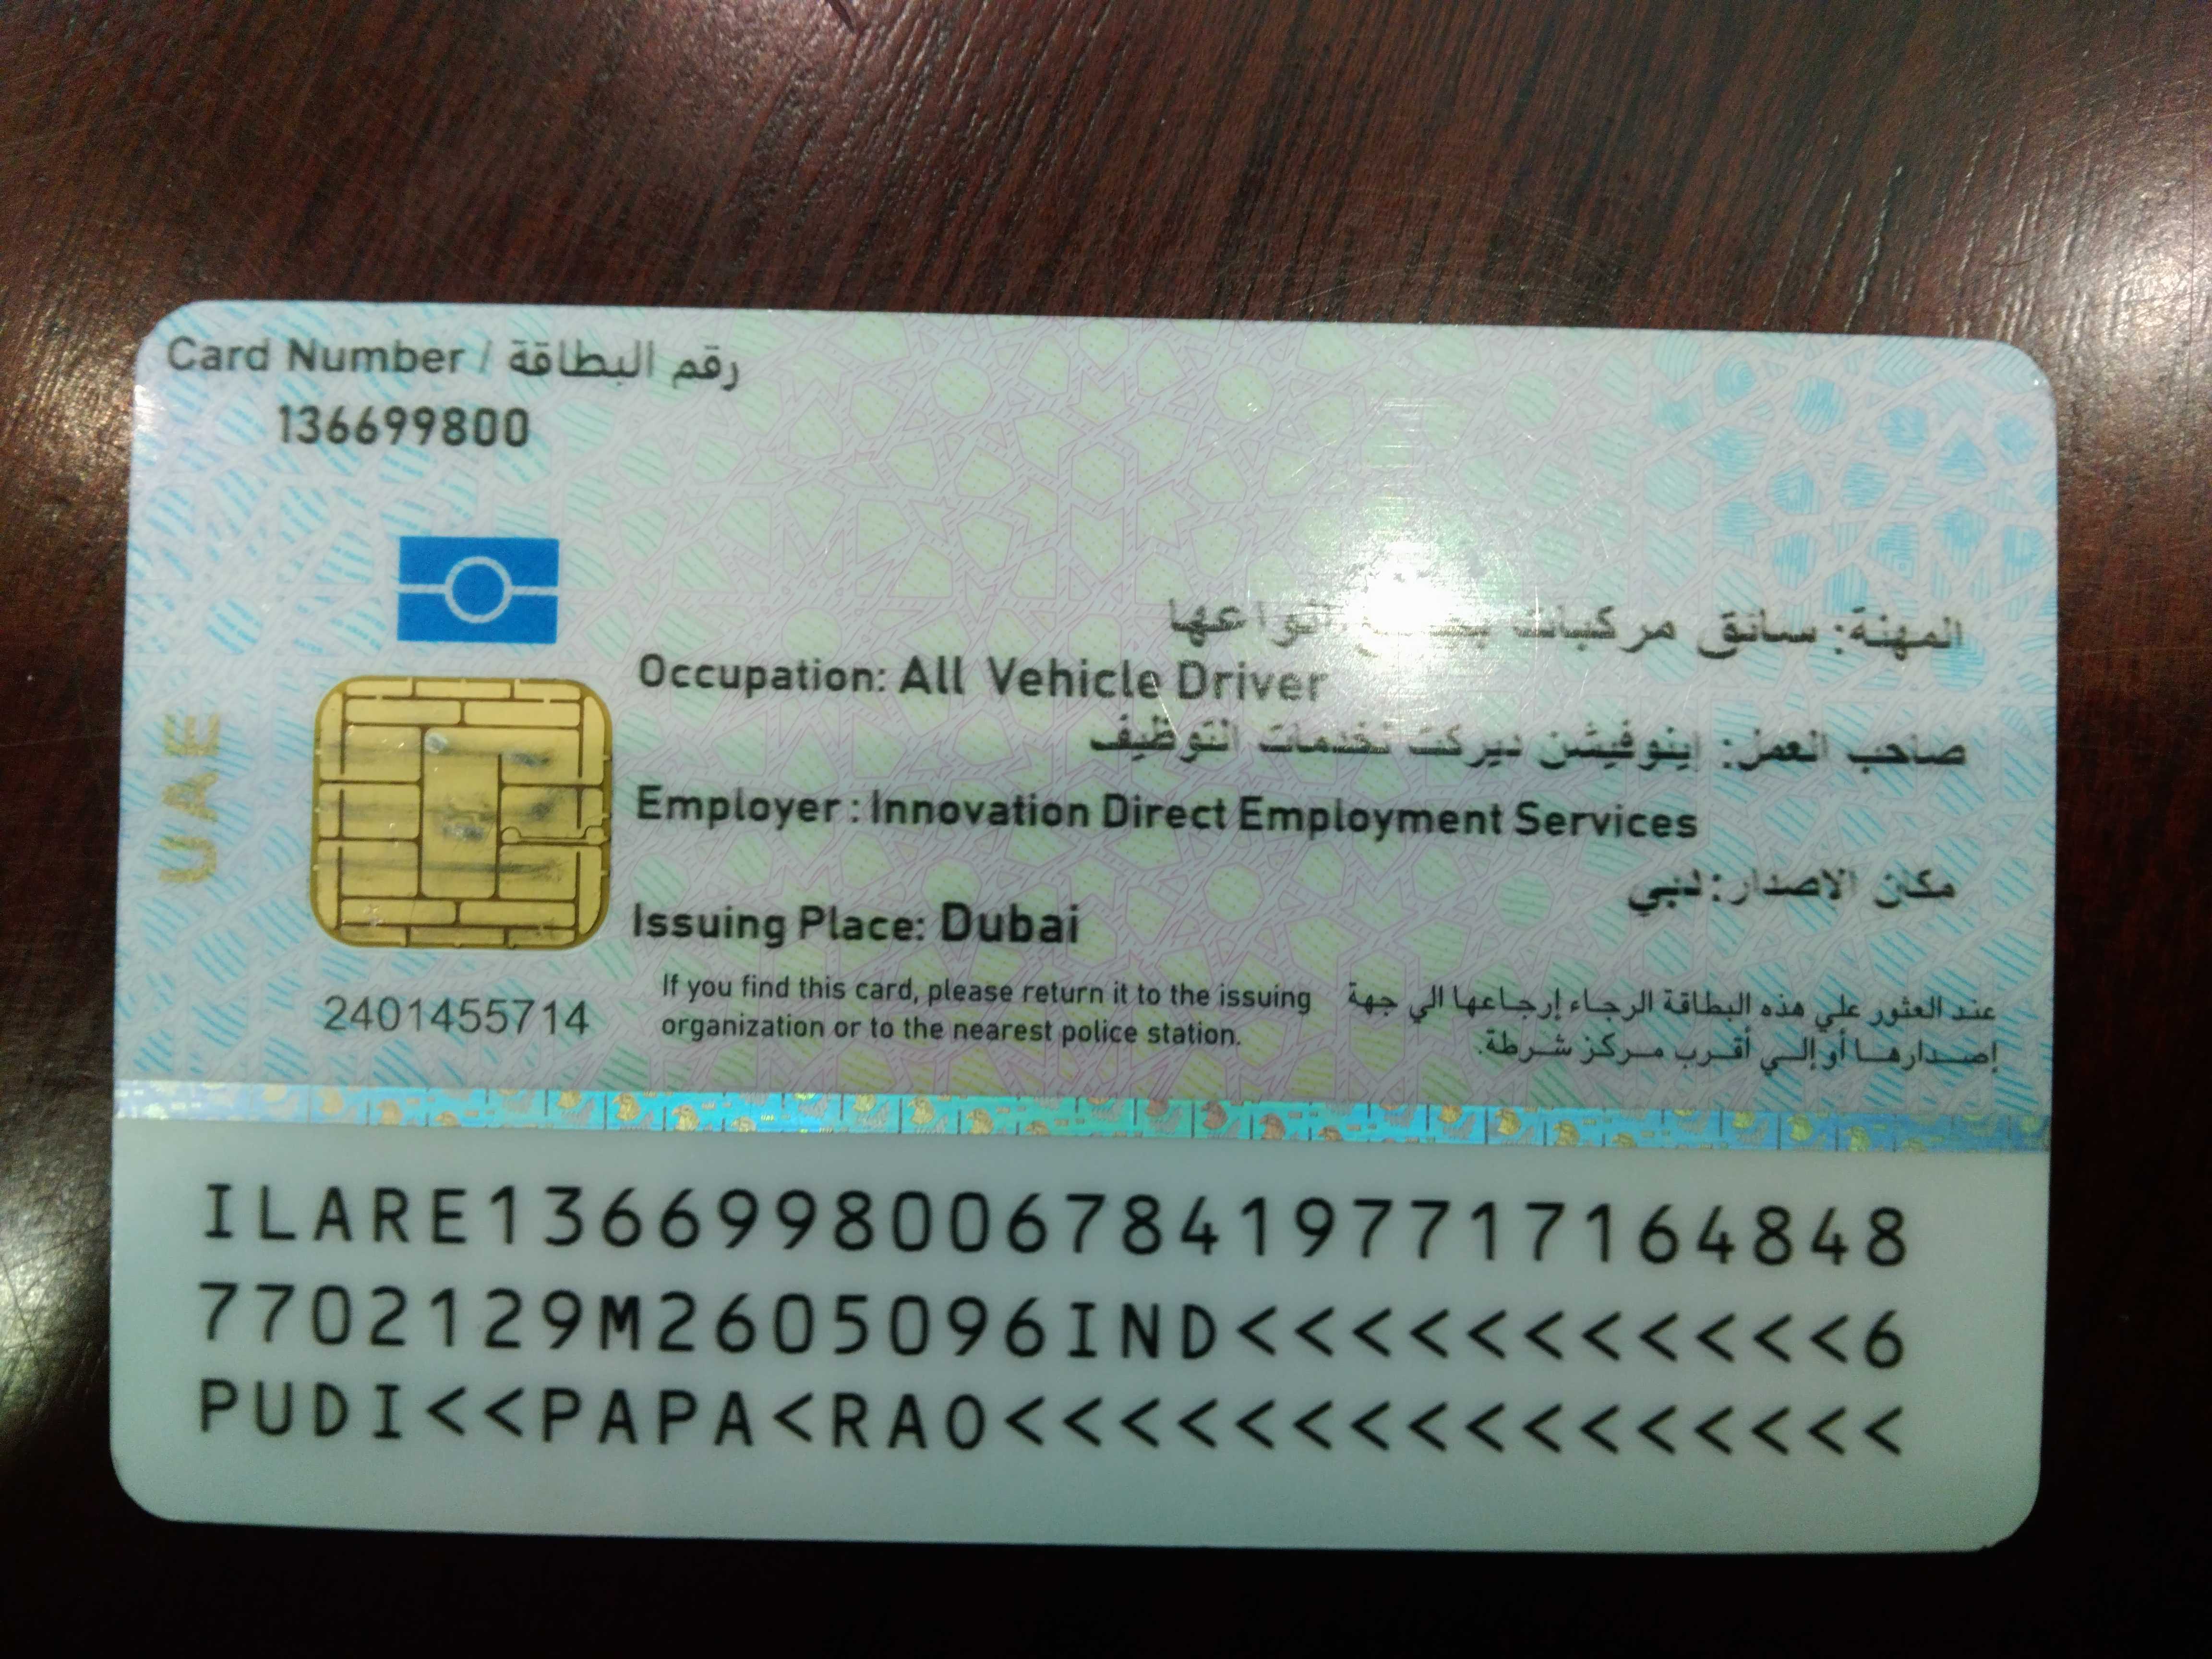 Card Number / رقم البطاقة
136699800
المهنة: سائق مركبات أنواعها
Occupation: All Vehicle Driver
صاحب العمل: إينوفيشن ديركت لخدمات التوظيف
Employer : Innovation Direct Employment Services
مكان الاصدار: دبي
Issuing Place: Dubai
UAE
2401455714
If you find this card, please return it to the issuing
organization or to the nearest police station.
عند العثور علي هذه البطاقة الرجاء إرجاعها الي جهة
إصدارها أو إلي أقرب مركز شرطة.
ILARE1366998006784197717164848
7702129M2605096IND<<<<<<<<<<<6
PUDI<<PAPA<RAO<<<<<<<<<<<<<<<<